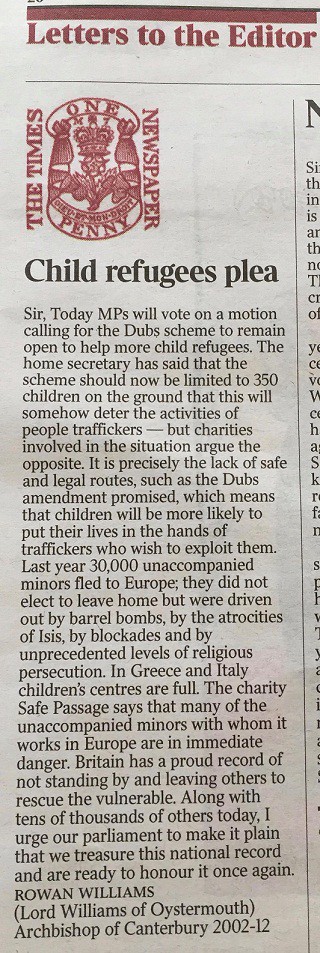 Letters to the Editor
THE TIMES
ONE
PENNY
NEWSPAPER
Child refugees plea
Sir, Today MPs will vote on a motion
calling for the Dubs scheme to remain
open to help more child refugees. The
home secretary has said that the
scheme should now be limited to 350
children on the ground that this will
somehow deter the activities of
people traffickers — but charities
involved in the situation argue the
opposite. It is precisely the lack of safe
and legal routes, such as the Dubs
amendment promised, which means
that children will be more likely to
put their lives in the hands of
traffickers who wish to exploit them.
Last year 30,000 unaccompanied
minors fled to Europe; they did not
elect to leave home but were driven
out by barrel bombs, by the atrocities
of Isis, by blockades and by
unprecedented levels of religious
persecution. In Greece and Italy
children's centres are full. The charity
Safe Passage says that many of the
unaccompanied minors with whom it
works in Europe are in immediate
danger. Britain has a proud record of
not standing by and leaving others to
rescue the vulnerable. Along with
tens of thousands of others today, I
urge our parliament to make it plain
that we treasure this national record
and are ready to honour it once again.
ROWAN WILLIAMS
(Lord Williams of Oystermouth)
Archbishop of Canterbury 2002-12